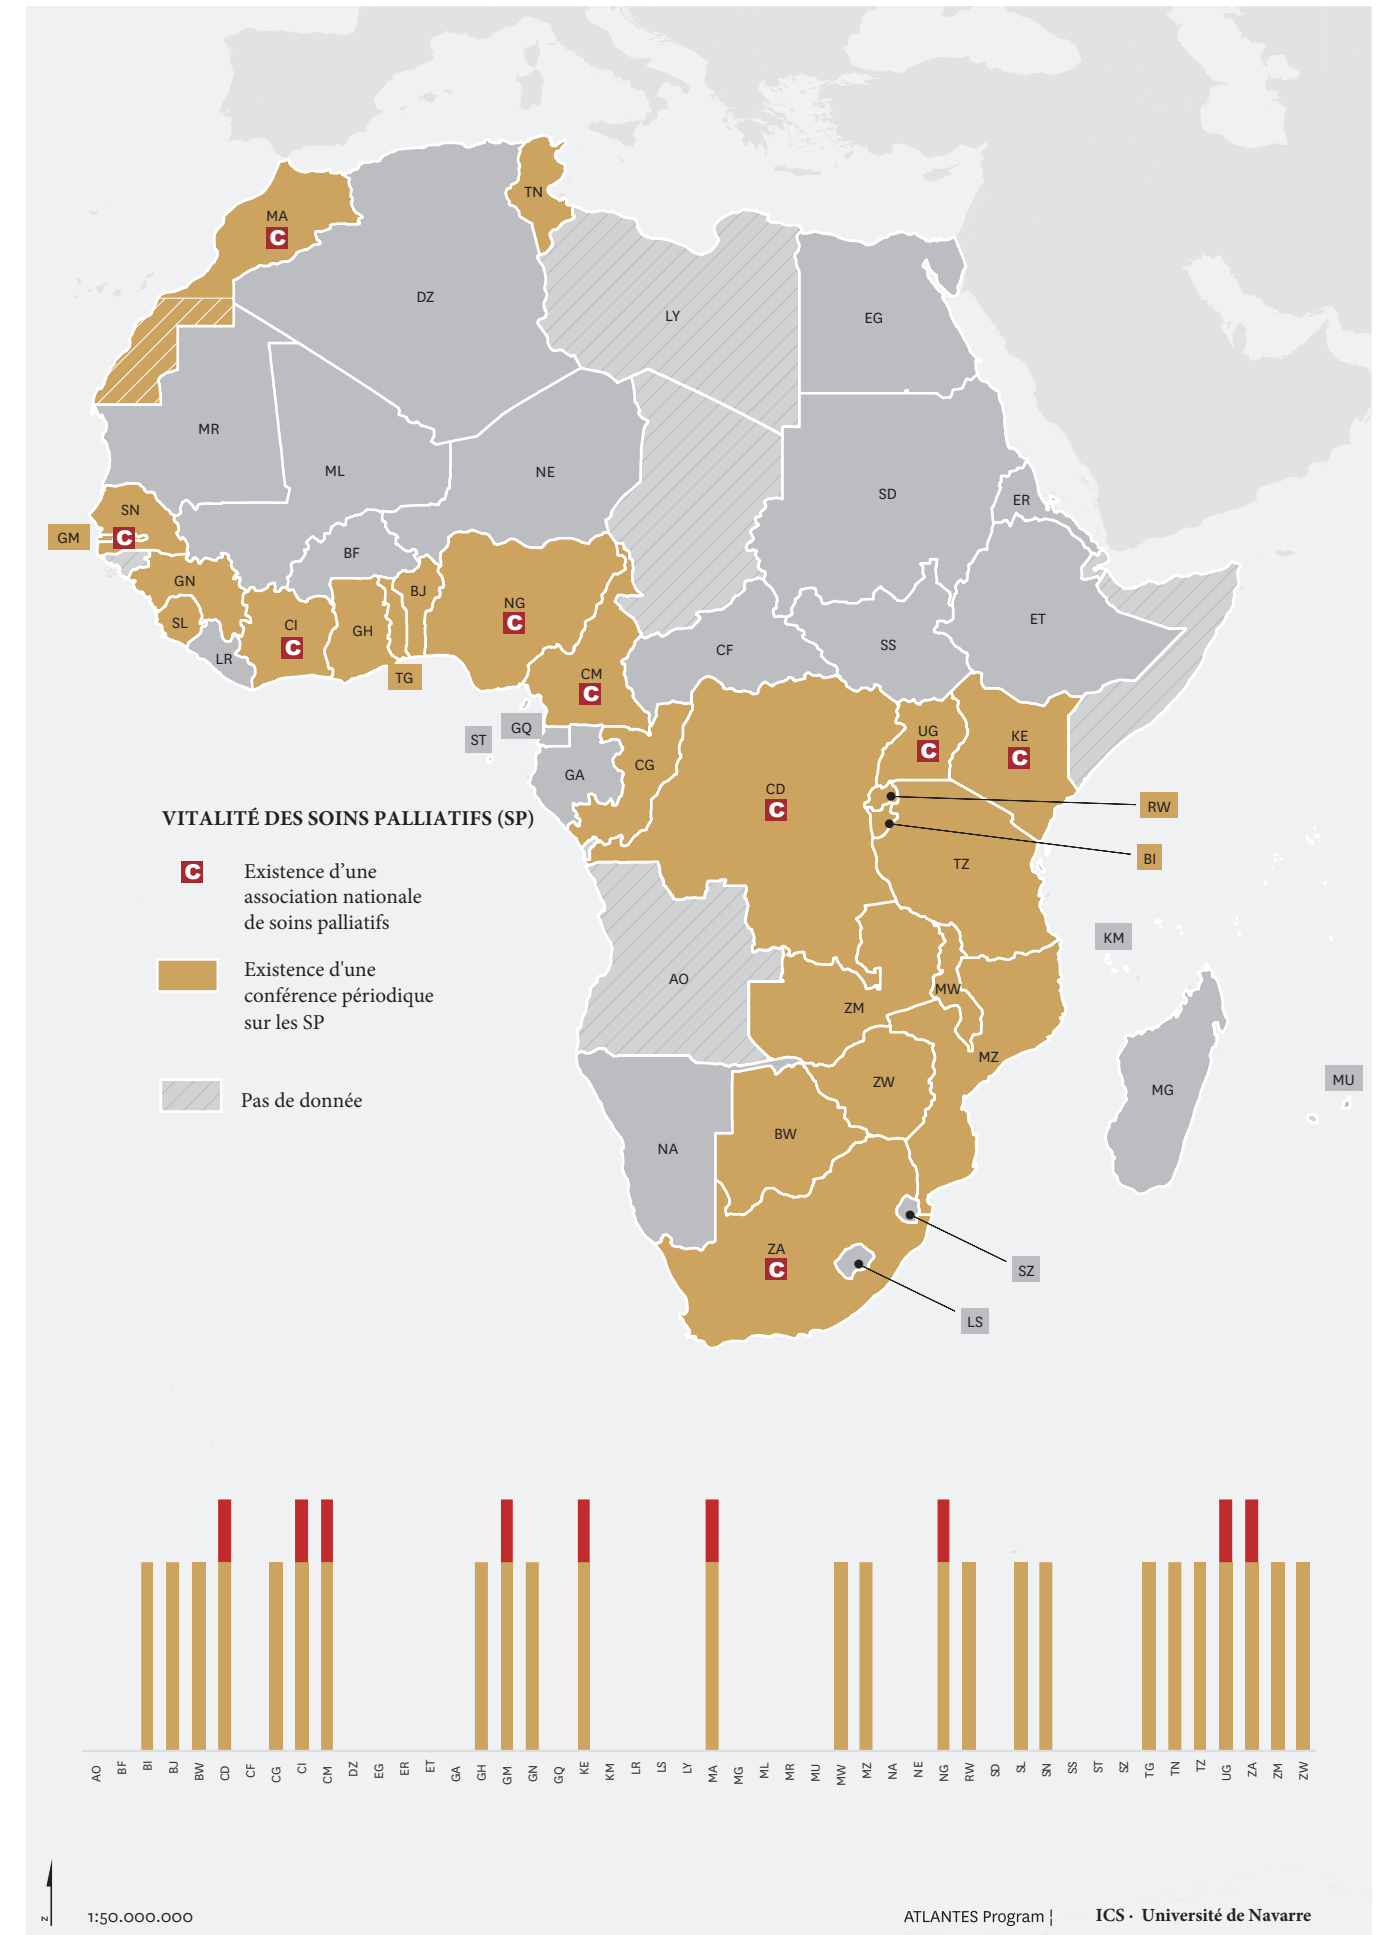 TN
MA
C
DZ
LY
EG
MR
ML
NE
SD
ER
SN
GM
C
BF
GN
BJ
NG
C
SL
CI
C
GH
ET
LR
CF
SS
TG
CM
C
GQ
ST
UG
C
KE
C
GA
CG
CD
C
RW
BI
TZ
VITALITÉ DES SOINS PALLIATIFS (SP)
C
Existence d’une
association nationale
de soins palliatifs
Existence d'une
conférence périodique
sur les SP
Pas de donnée
KM
AO
MW
ZM
MZ
ZW
MG
MU
BW
NA
ZA
C
SZ
LS
AO
BF
BI
BJ
BW
CD
CF
CG
CI
CM
DZ
EG
ER
ET
GA
GH
GM
GN
GQ
KE
KM
LR
LS
LY
MA
MG
ML
MR
MU
MW
MZ
NA
NE
NG
RW
SD
SL
SN
SS
ST
SZ
TG
TN
TZ
UG
ZA
ZM
ZW
N
1:50.000.000
ATLANTES Program ¦ ICS · Université de Navarre